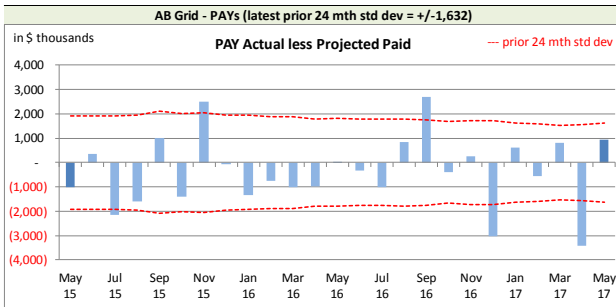 AB Grid - PAYs (latest prior 24 mth std dev = +/-1,632)
in $ thousands
PAY Actual less Projected Paid
--- prior 24 mth std dev
4,000
3,000
2,000
1,000
-
(1,000)
(2,000)
(3,000)
(4,000)
May Jul Sep Nov Jan Mar May Jul Sep Nov Jan Mar May
15 15 15 15 16 16 16 16 16 16 17 17 17